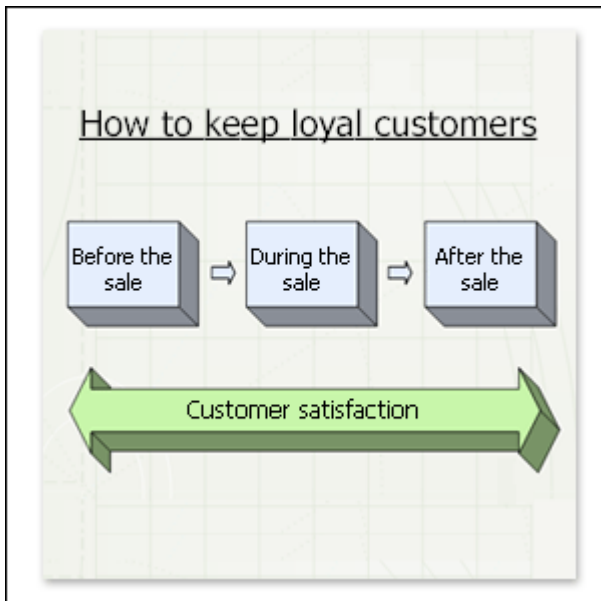 How to keep loyal customers
Before the
sale
During the
sale
After the
sale
Customer satisfaction